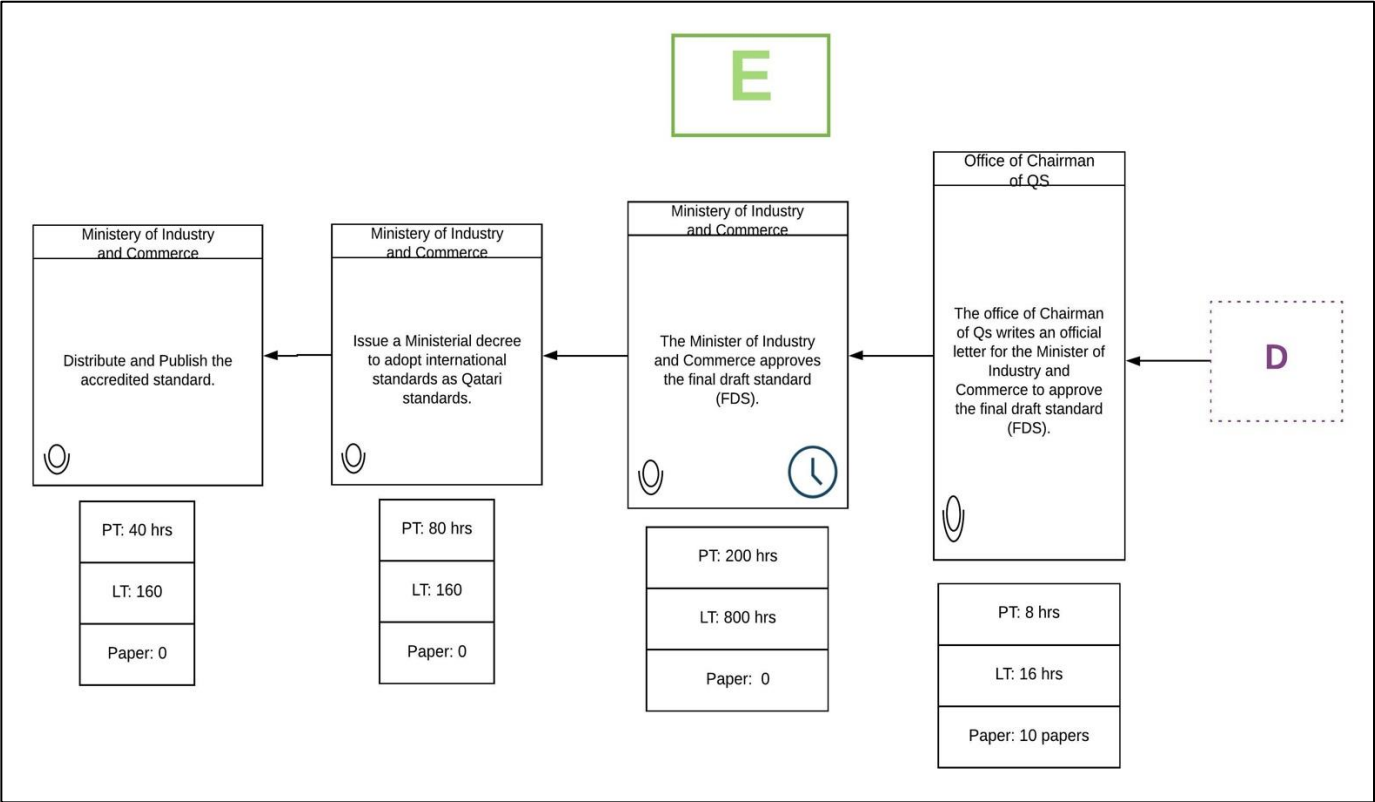 E
Ministery of Industry
and Commerce
Distribute and Publish the
accredited standard.
PT: 40 hrs
LT: 160
Paper: 0
Ministery of Industry
and Commerce
Issue a Ministerial decree
to adopt international
standards as Qatari
standards.
PT: 80 hrs
LT: 160
Paper: 0
Ministery of Industry
and Commerce
The Minister of Industry
and Commerce approves
the final draft standard
(FDS).
PT: 200 hrs
LT: 800 hrs
Paper: 0
Office of Chairman
of QS
The office of Chairman
of Qs writes an official
letter for the Minister of
Industry and
Commerce to approve
the final draft standard
(FDS).
PT: 8 hrs
LT: 16 hrs
Paper: 10 papers
D